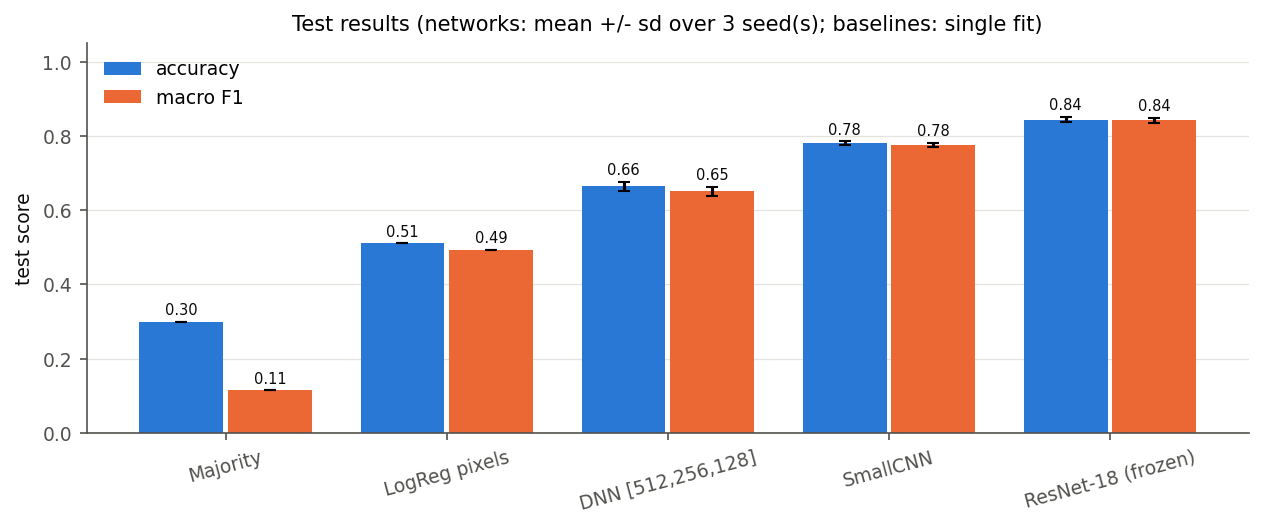 Test results (networks: mean +/- sd over 3 seed(s); baselines: single fit)
accuracy
macro F1
test score
1.0
0.8
0.6
0.4
0.2
0.0
0.30
0.11
0.51
0.49
0.66
0.65
0.78
0.78
0.84
0.84
Majority
LogReg pixels
DNN [512,256,128]
SmallCNN
ResNet-18 (frozen)